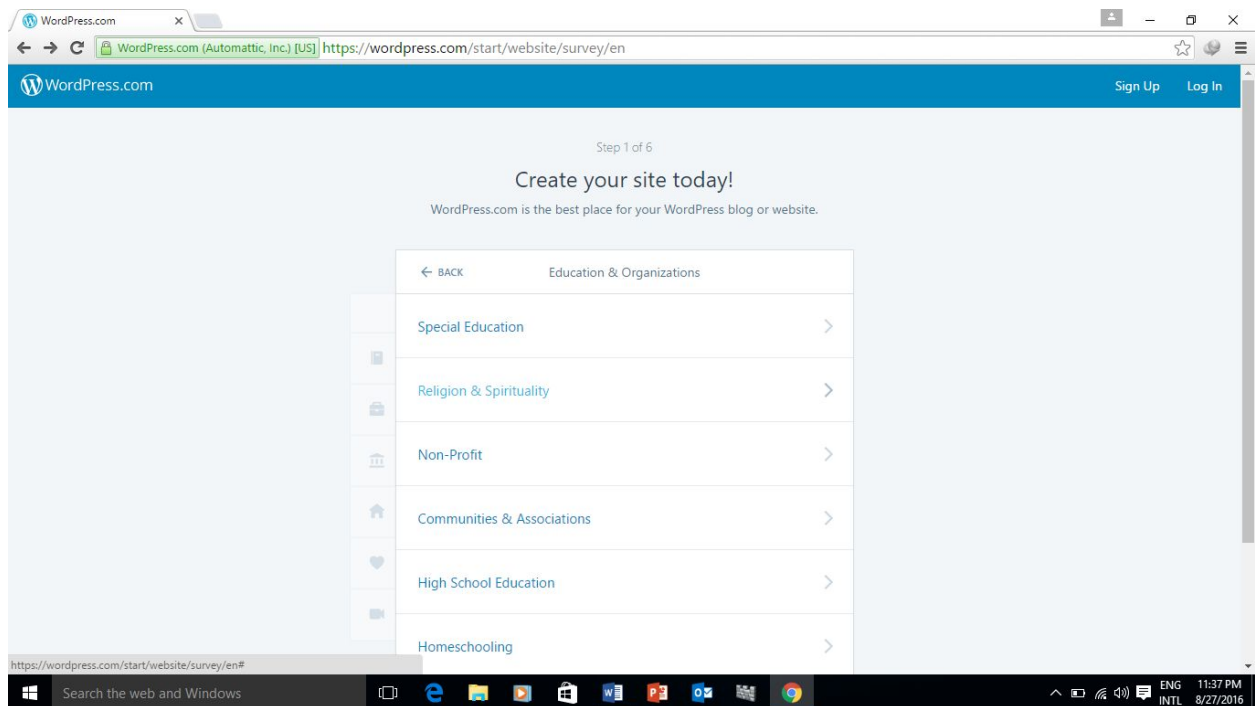 WordPress.com
WordPress.com (Automattic, Inc.) [US] https://wordpress.com/start/website/survey/en
WordPress.com
Sign Up Log In
Step 1 of 6
Create your site today!
WordPress.com is the best place for your WordPress blog or website.
BACK Education & Organizations
Special Education
Religion & Spirituality
Non-Profit
Communities & Associations
High School Education
Homeschooling
https://wordpress.com/start/website/survey/en#
Search the web and Windows
ENG 11:37 PM
INTL 8/27/2016